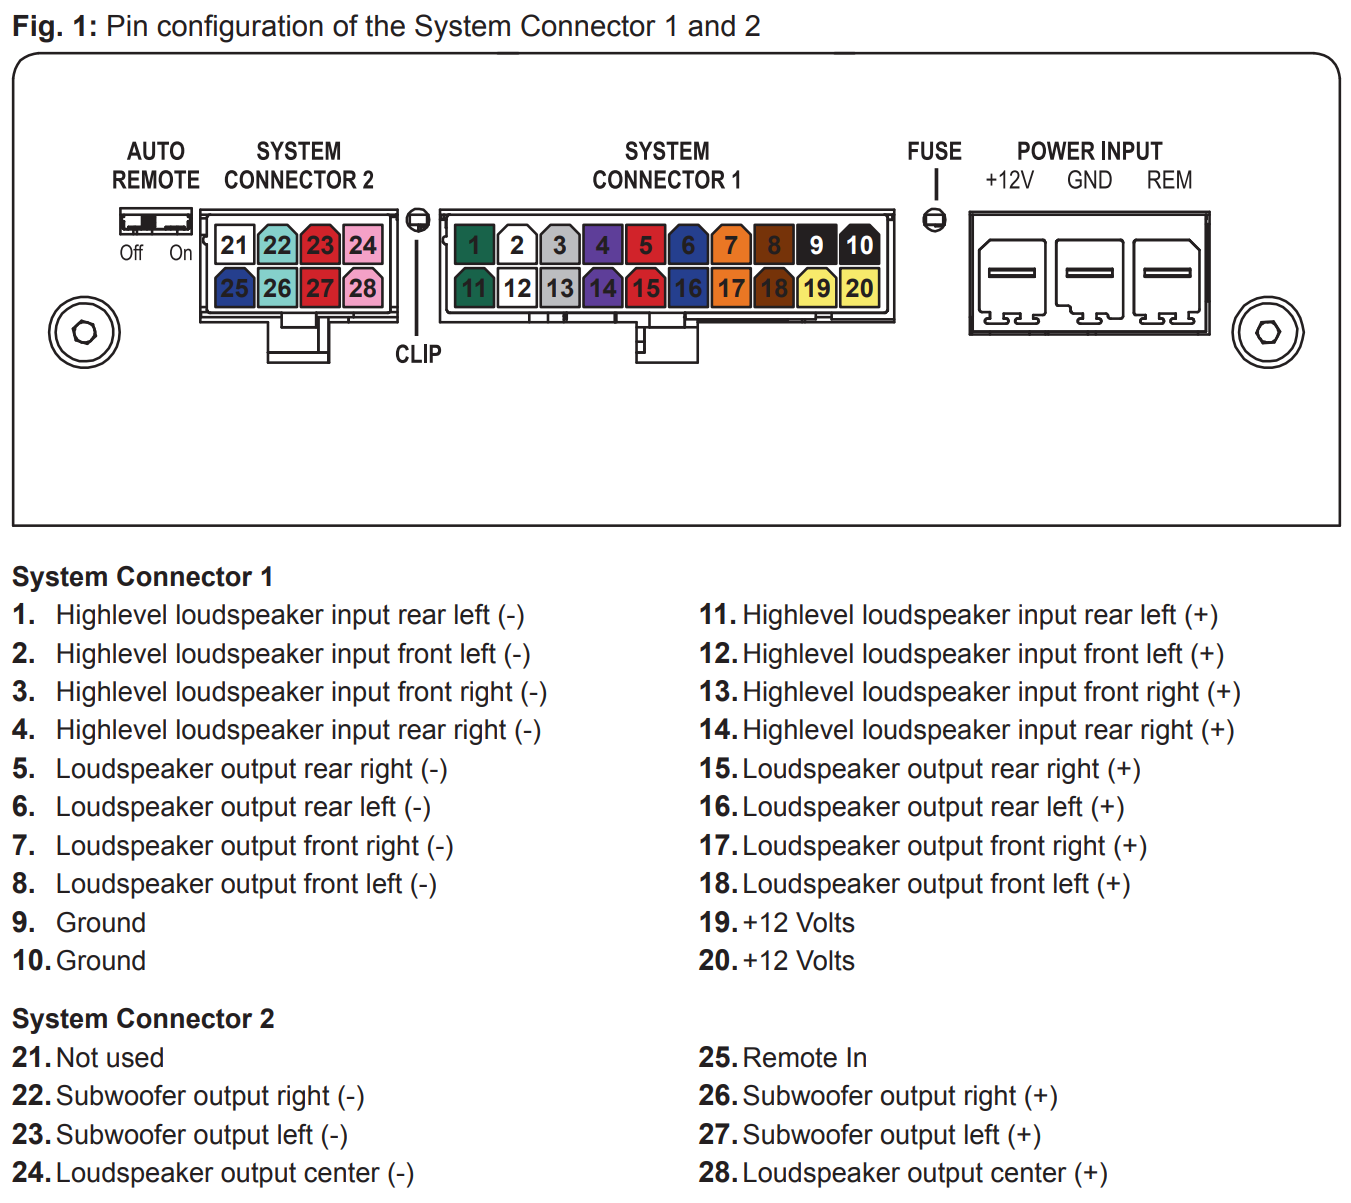 Fig. 1: Pin configuration of the System Connector 1 and 2
AUTO REMOTE
Off On
SYSTEM CONNECTOR 2
21 22 23 24
25 26 27 28
CLIP
SYSTEM CONNECTOR 1
1 2 3 4 5 6 7 8 9 10
11 12 13 14 15 16 17 18 19 20
FUSE
POWER INPUT
+12V GND REM
System Connector 1
1. Highlevel loudspeaker input rear left (-)
2. Highlevel loudspeaker input front left (-)
3. Highlevel loudspeaker input front right (-)
4. Highlevel loudspeaker input rear right (-)
5. Loudspeaker output rear right (-)
6. Loudspeaker output rear left (-)
7. Loudspeaker output front right (-)
8. Loudspeaker output front left (-)
9. Ground
10. Ground
11. Highlevel loudspeaker input rear left (+)
12. Highlevel loudspeaker input front left (+)
13. Highlevel loudspeaker input front right (+)
14. Highlevel loudspeaker input rear right (+)
15. Loudspeaker output rear right (+)
16. Loudspeaker output rear left (+)
17. Loudspeaker output front right (+)
18. Loudspeaker output front left (+)
19. +12 Volts
20. +12 Volts
System Connector 2
21. Not used
22. Subwoofer output right (-)
23. Subwoofer output left (-)
24. Loudspeaker output center (-)
25. Remote In
26. Subwoofer output right (+)
27. Subwoofer output left (+)
28. Loudspeaker output center (+)